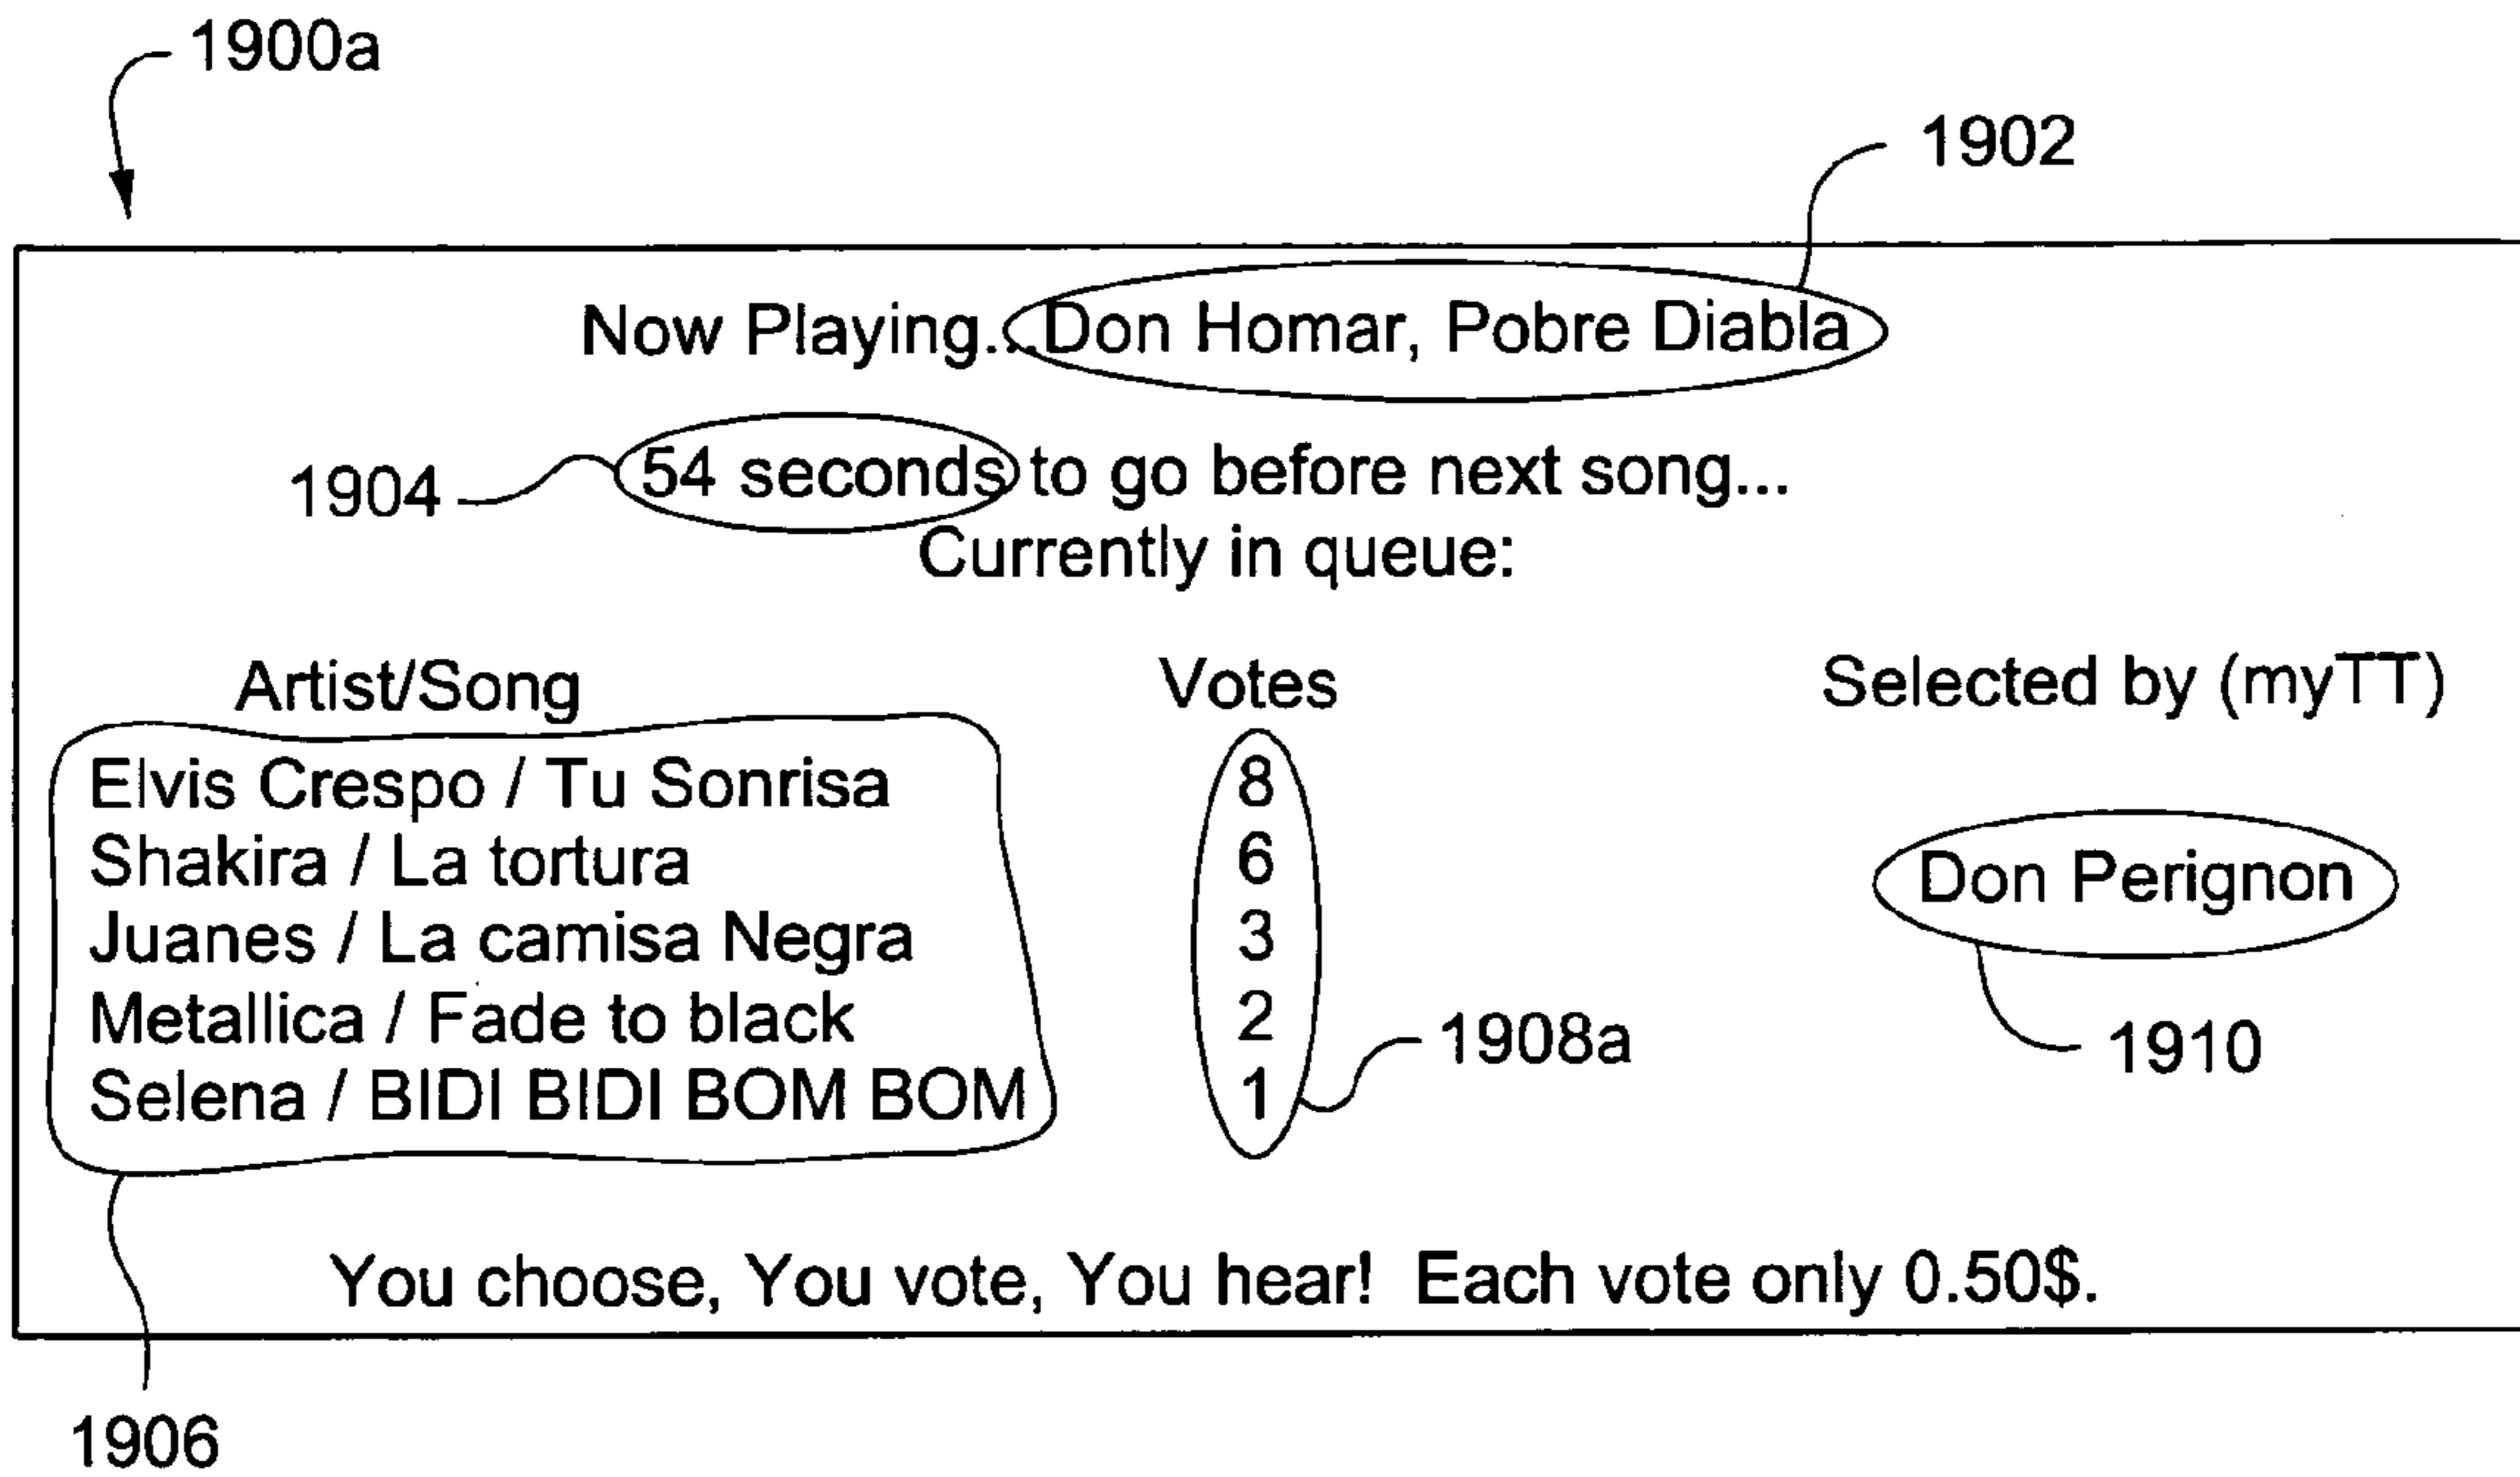 1900a
1902
Now Playing...Don Homar, Pobre Diabla
1904
54 seconds to go before next song...
Currently in queue:
Artist/Song Votes Selected by (myTT)
Elvis Crespo / Tu Sonrisa 8
Shakira / La tortura 6
Don Perignon
Juanes / La camisa Negra 3
Metallica / Fade to black 2
1908a
1910
Selena / BIDI BIDI BOM BOM 1
You choose, You vote, You hear! Each vote only 0.50$.
1906